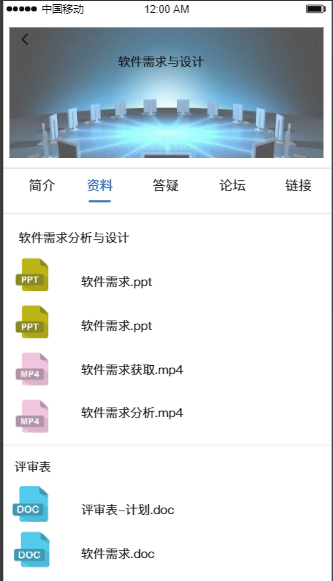 中国移动 12:00 AM
软件需求与设计
简介 资料 答疑 论坛 链接
软件需求分析与设计
PPT 软件需求.ppt
PPT 软件需求.ppt
MP4 软件需求获取.mp4
MP4 软件需求分析.mp4
评审表
DOC 评审表-计划.doc
DOC 软件需求.doc